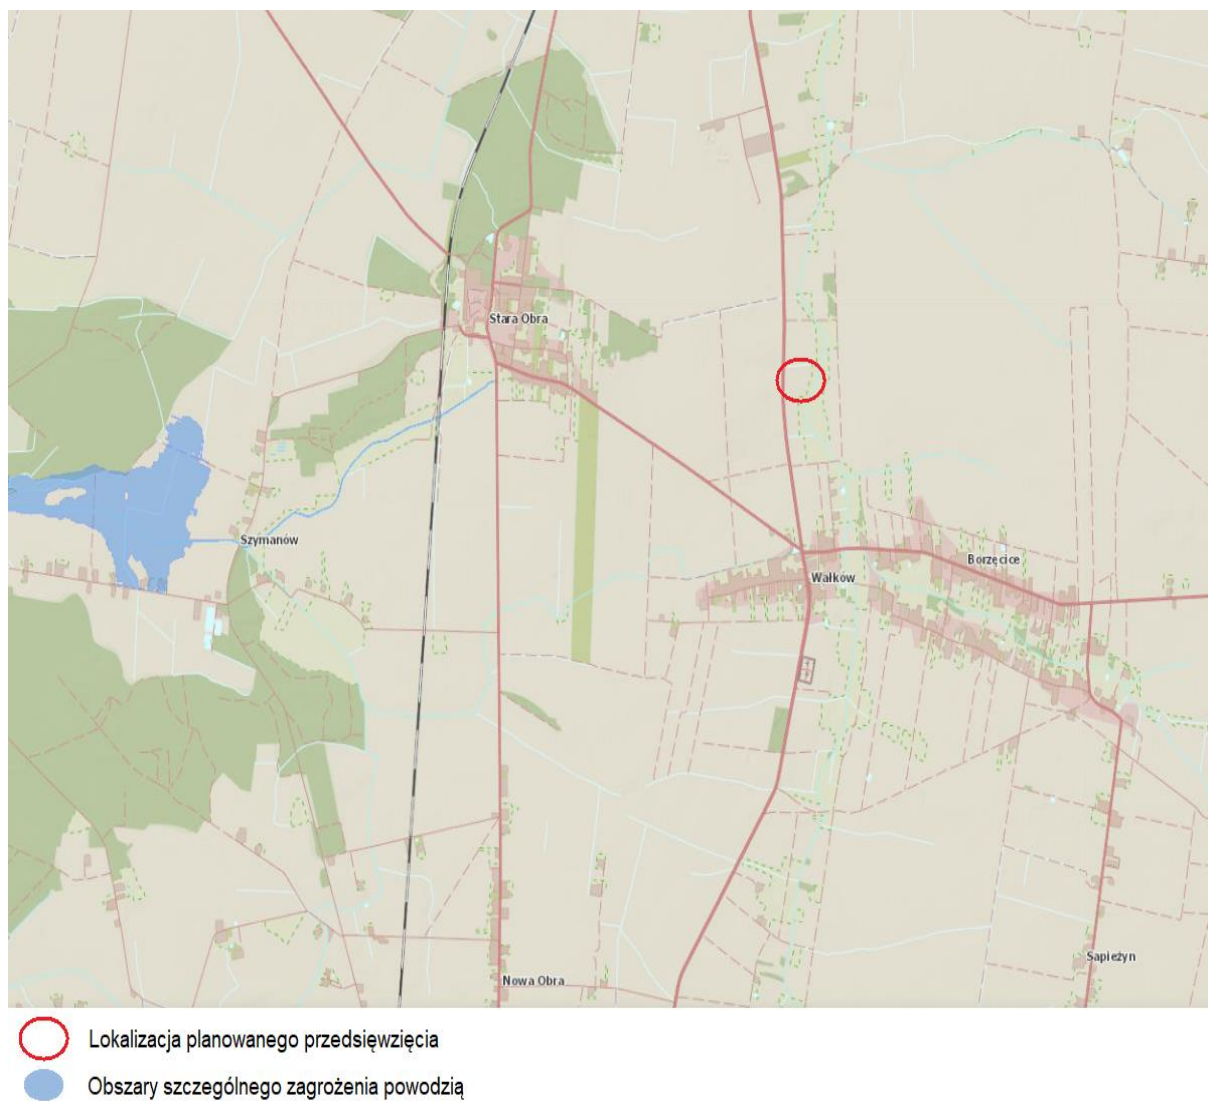 Stara Obra
Szymanów
Borzęcice
Wałków
Sapieżyn
Nowa Obra
Lokalizacja planowanego przedsięwzięcia
Obszary szczególnego zagrożenia powodzią